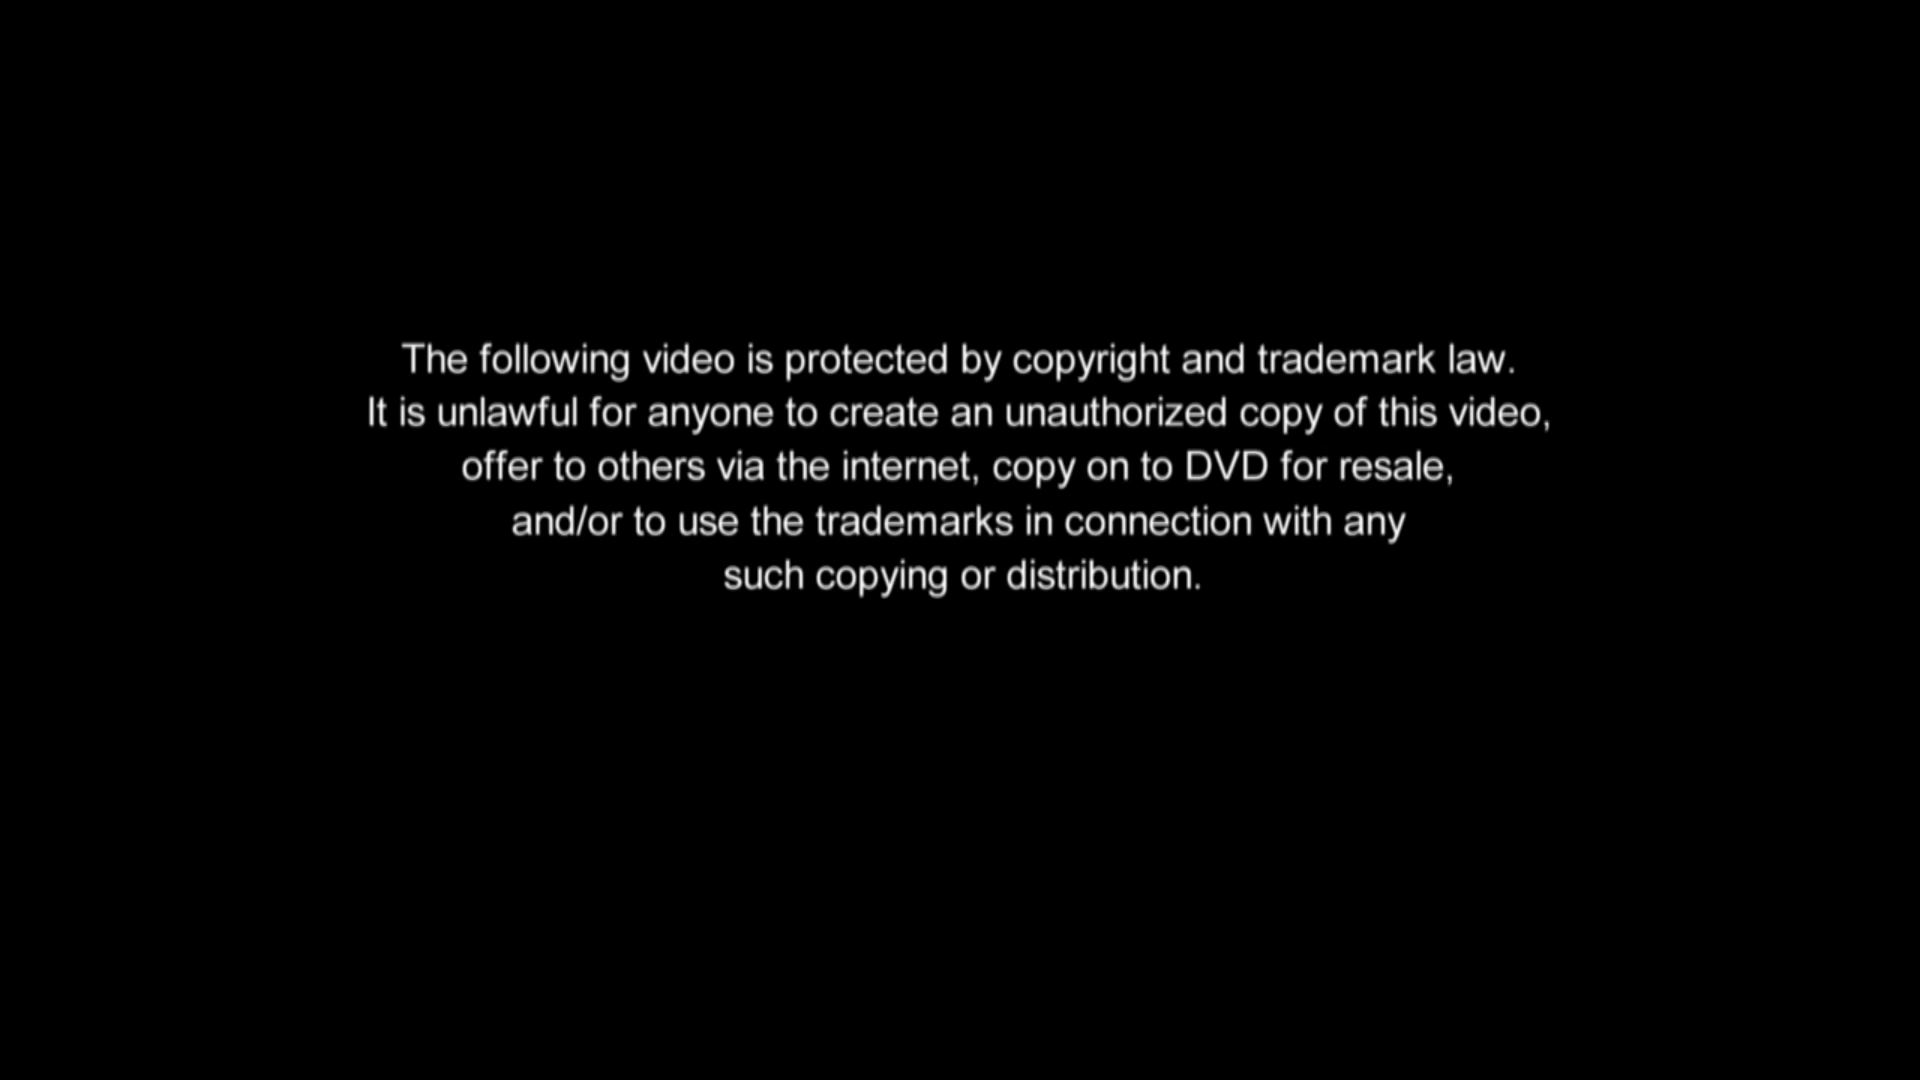 The following video is protected by copyright and trademark law.
It is unlawful for anyone to create an unauthorized copy of this video,
offer to others via the internet, copy on to DVD for resale,
and/or to use the trademarks in connection with any
such copying or distribution.